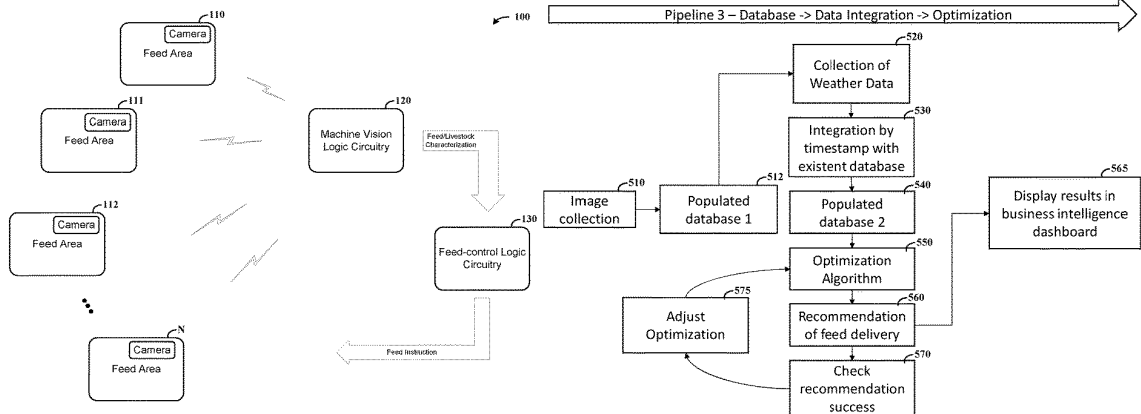 110
Camera
Feed Area
111
Camera
Feed Area
112
Camera
Feed Area
N
Camera
Feed Area
120
Machine Vision
Logic Circuitry
Feed/Livestock
Characterization
130
Feed-control Logic
Circuitry
Feed Instruction
100
Pipeline 3 – Database -> Data Integration -> Optimization
510
Image
collection
512
Populated
database 1
520
Collection of
Weather Data
530
Integration by
timestamp with
existent database
540
Populated
database 2
550
Optimization
Algorithm
560
Recommendation
of feed delivery
565
Display results in
business intelligence
dashboard
570
Check
recommendation
success
575
Adjust
Optimization